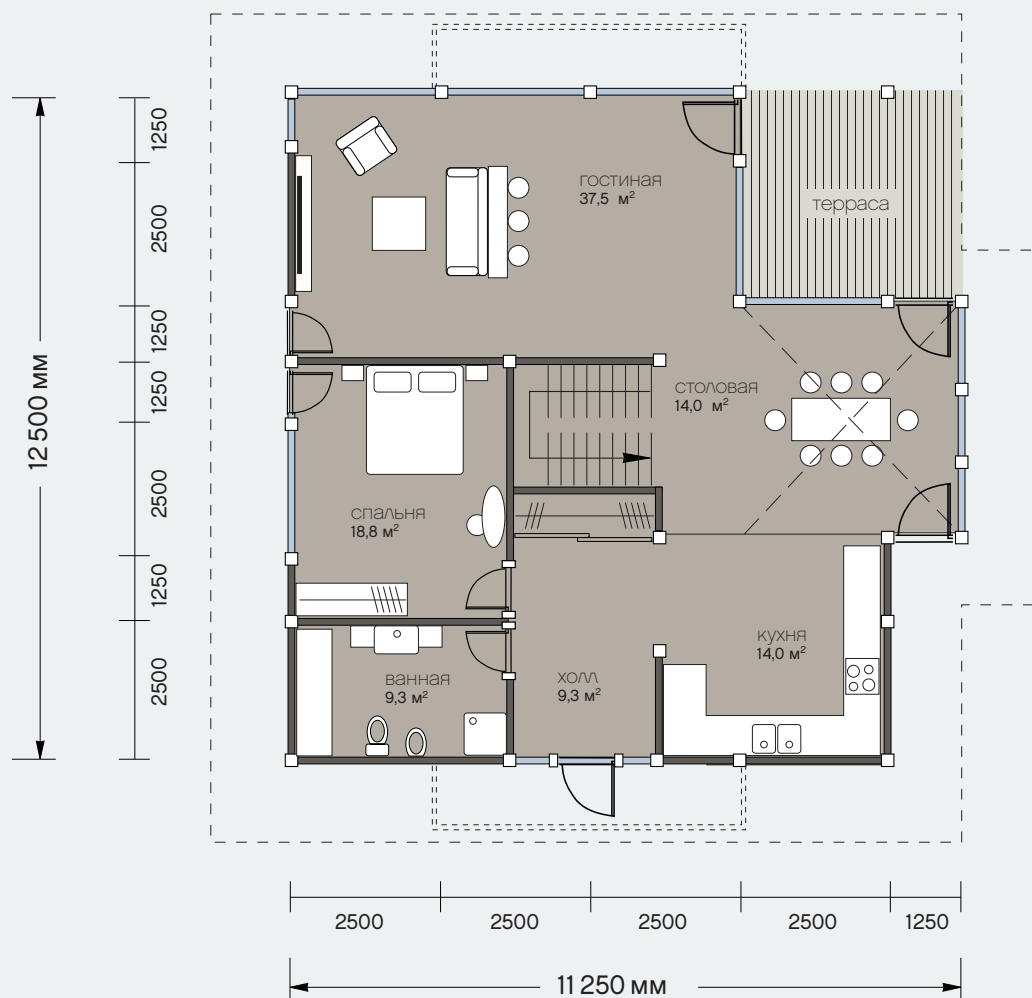 1250
2500
1250
1250
2500
1250
2500
12 500 мм
гостиная
37,5 м²
терраса
столовая
14,0 м²
спальня
18,8 м²
кухня
14,0 м²
ванная
9,3 м²
холл
9,3 м²
2500
2500
2500
2500
1250
11 250 мм